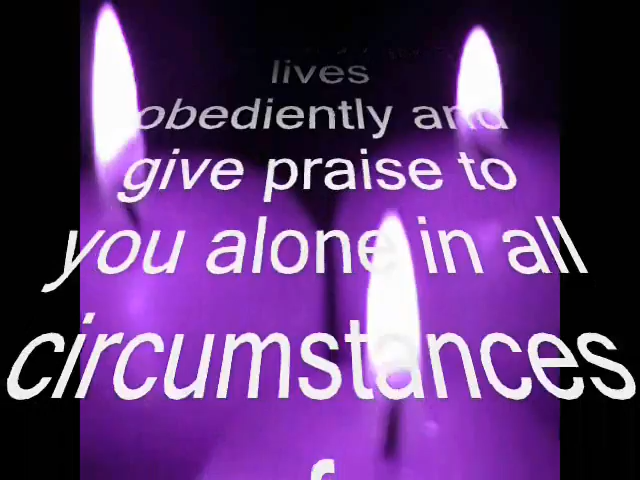 lives
obediently and
give praise to
you alone in all
circumstances